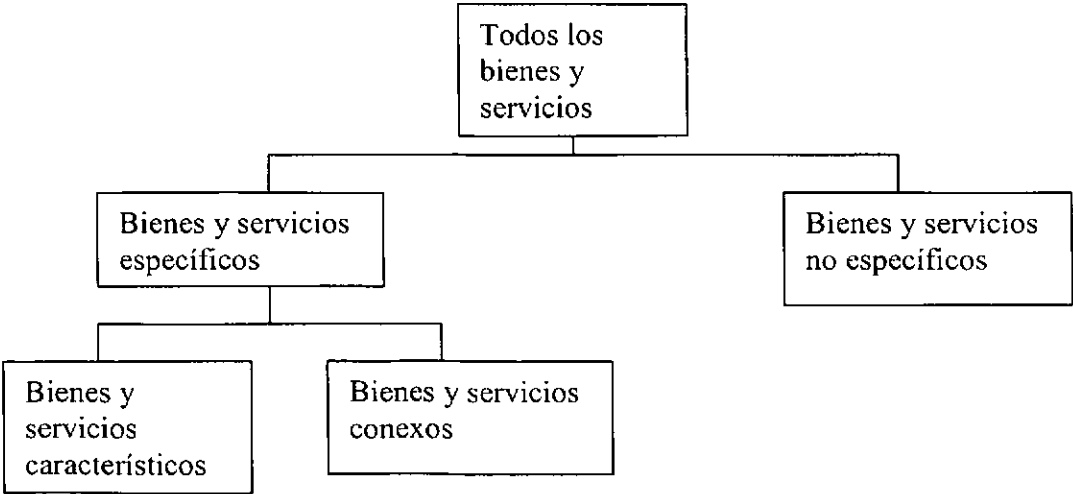 Todos los
bienes y
servicios
Bienes y servicios
específicos
Bienes y servicios
no específicos
Bienes y
servicios
característicos
Bienes y servicios
conexos